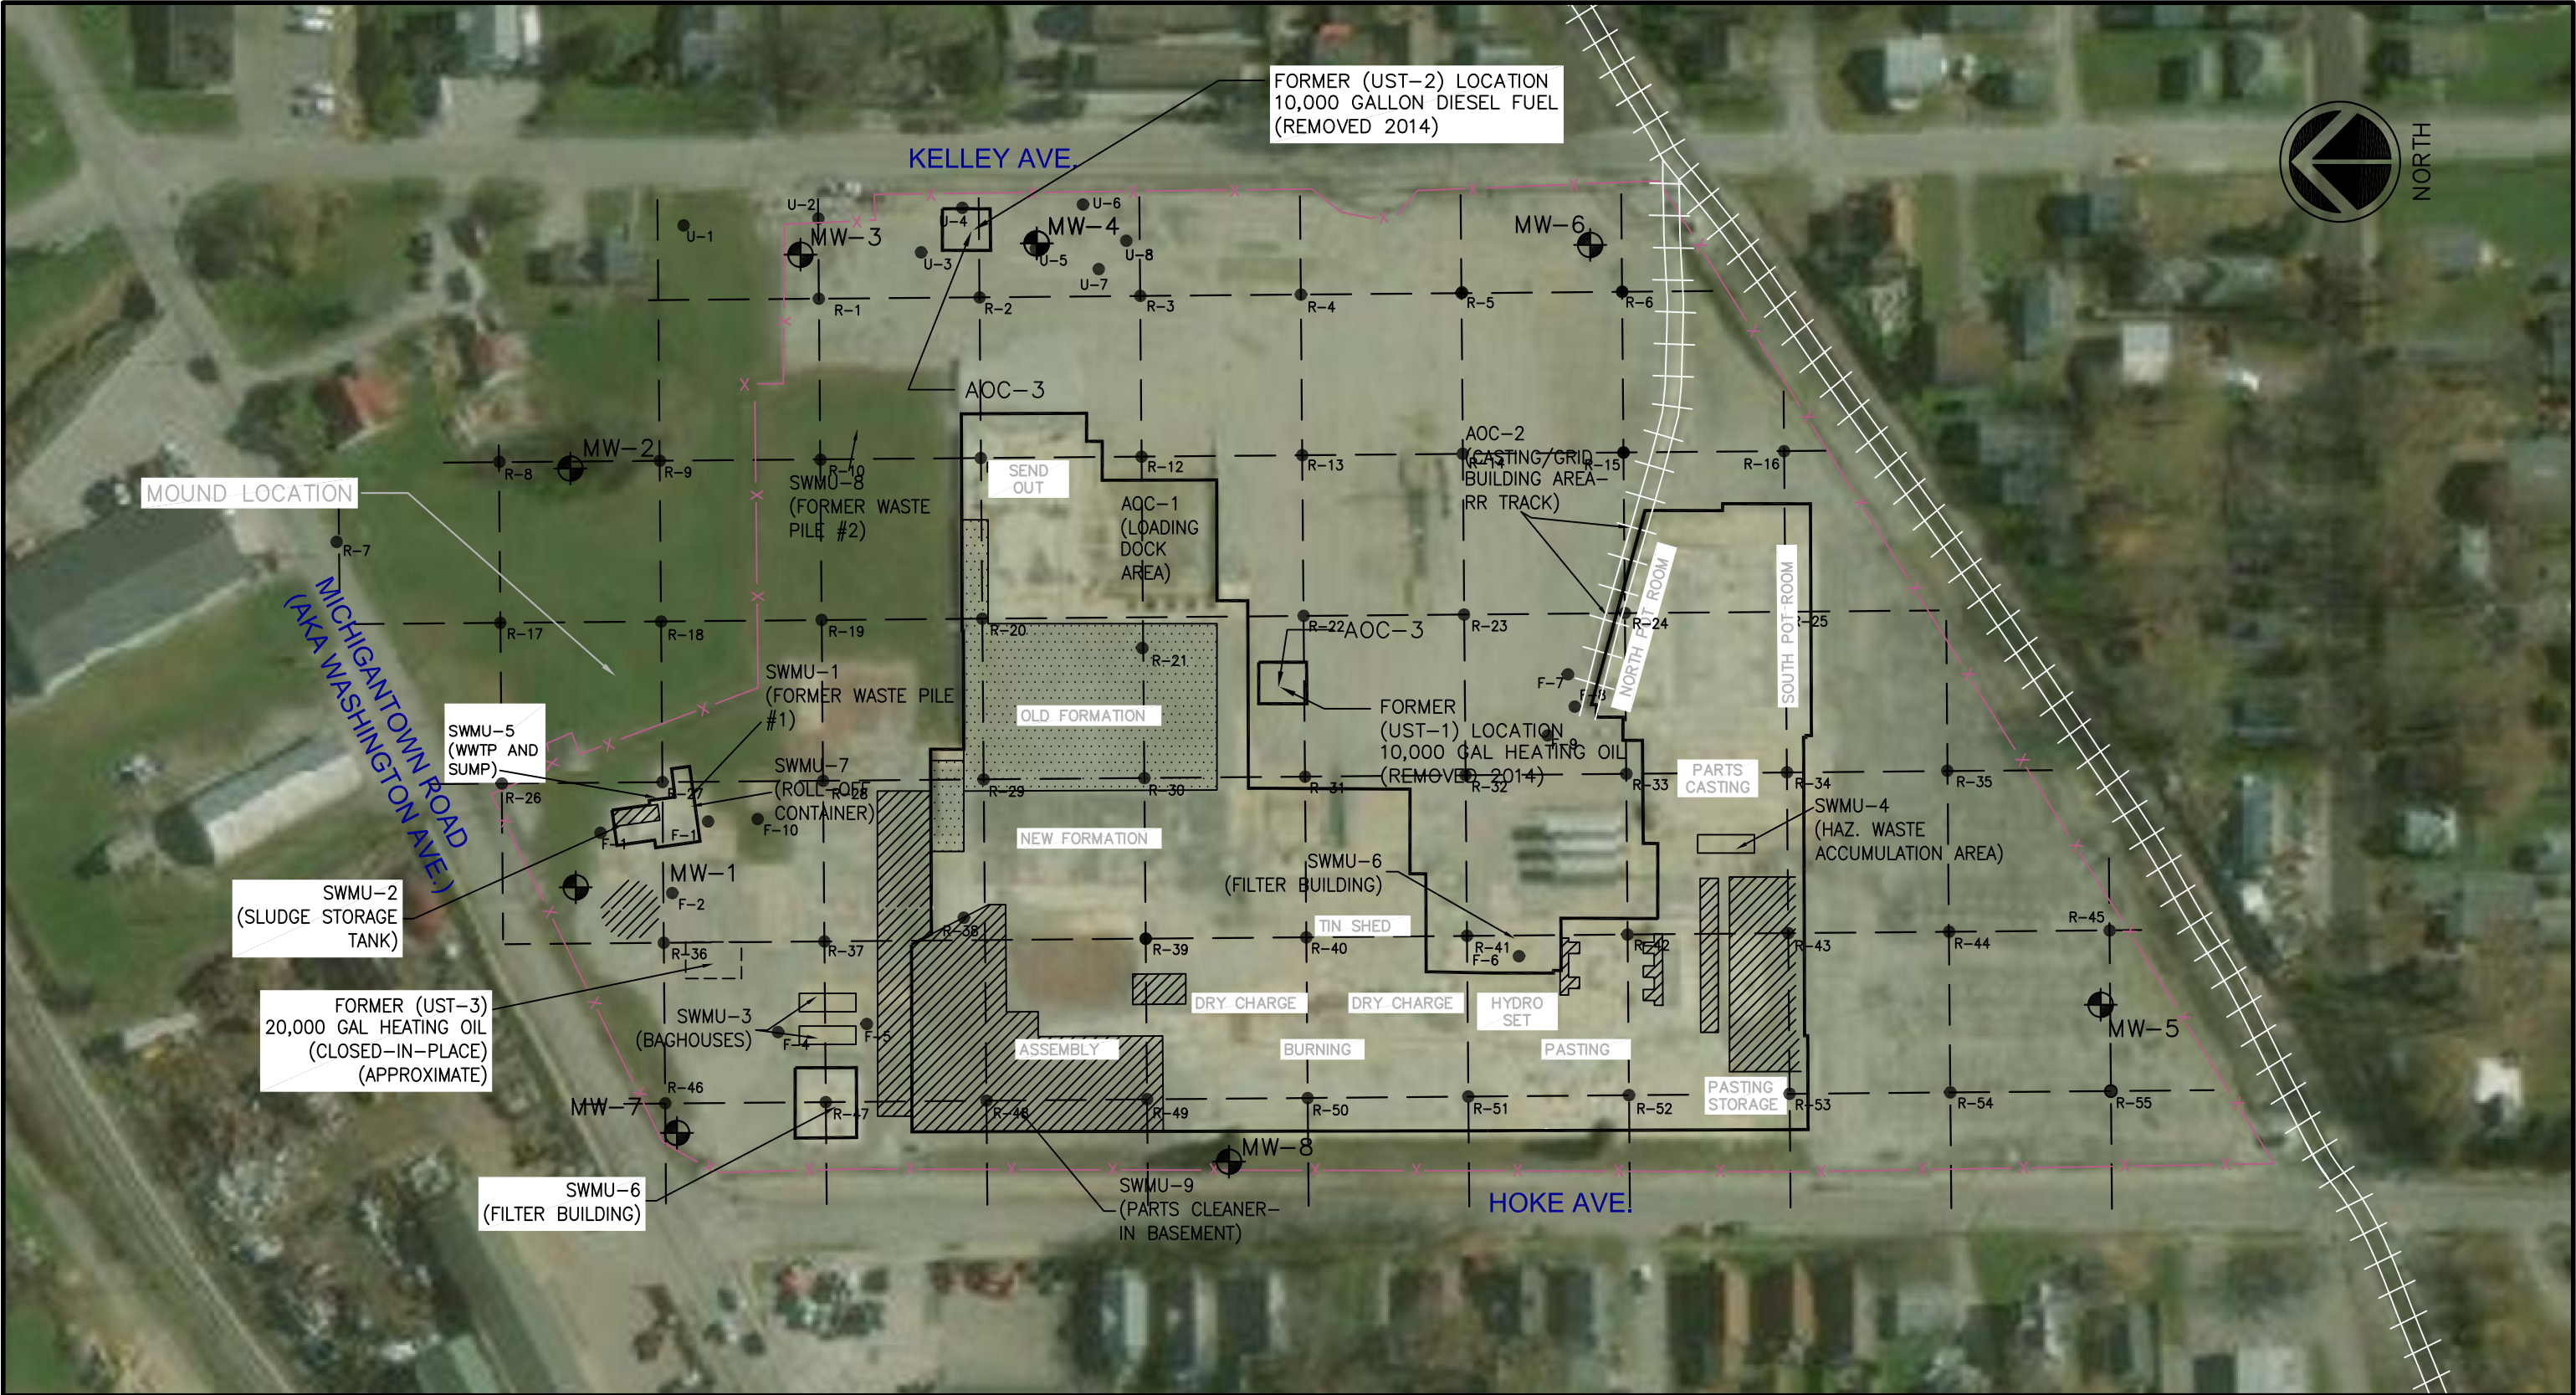 FORMER (UST-2) LOCATION
10,000 GALLON DIESEL FUEL
(REMOVED 2014)
KELLEY AVE.
NORTH
U-1
U-2
U-3
U-4
U-5
U-6
U-7
U-8
MW-3
MW-4
MW-6
R-1
R-2
R-3
R-4
R-5
R-6
AOC-3
MW-2
R-8
R-9
R-10
R-12
R-13
R-14
R-15
R-16
MOUND LOCATION
SWMU-8
(FORMER WASTE
PILE #2)
SEND
OUT
AOC-1
(LOADING
DOCK
AREA)
AOC-2
(CASTING/GRID
BUILDING AREA-
RR TRACK)
R-7
MICHIGANTOWN ROAD
(AKA WASHINGTON AVE.)
R-17
R-18
R-19
R-20
R-21
R-22
AOC-3
R-23
R-24
R-25
NORTH POT ROOM
SOUTH POT ROOM
SWMU-1
(FORMER WASTE PILE
#1)
OLD FORMATION
F-7
F-8
F-9
FORMER
(UST-1) LOCATION
10,000 GAL HEATING OIL
(REMOVED 2014)
SWMU-5
(WWTP AND
SUMP)
SWMU-7
(ROLL-OFF
CONTAINER)
R-26
R-27
R-28
R-29
R-30
R-31
R-32
R-33
R-34
R-35
PARTS
CASTING
F-1
F-1
F-10
NEW FORMATION
SWMU-4
(HAZ. WASTE
ACCUMULATION AREA)
SWMU-6
(FILTER BUILDING)
MW-1
F-2
SWMU-2
(SLUDGE STORAGE
TANK)
TIN SHED
R-36
R-37
R-38
R-39
R-40
R-41
F-6
R-42
R-43
R-44
R-45
FORMER (UST-3)
20,000 GAL HEATING OIL
(CLOSED-IN-PLACE)
(APPROXIMATE)
SWMU-3
(BAGHOUSES)
F-4
F-5
DRY CHARGE
DRY CHARGE
HYDRO
SET
MW-5
ASSEMBLY
BURNING
PASTING
PASTING
STORAGE
MW-7
R-46
R-47
R-48
R-49
R-50
R-51
R-52
R-53
R-54
R-55
MW-8
SWMU-6
(FILTER BUILDING)
SWMU-9
(PARTS CLEANER-
IN BASEMENT)
HOKE AVE.